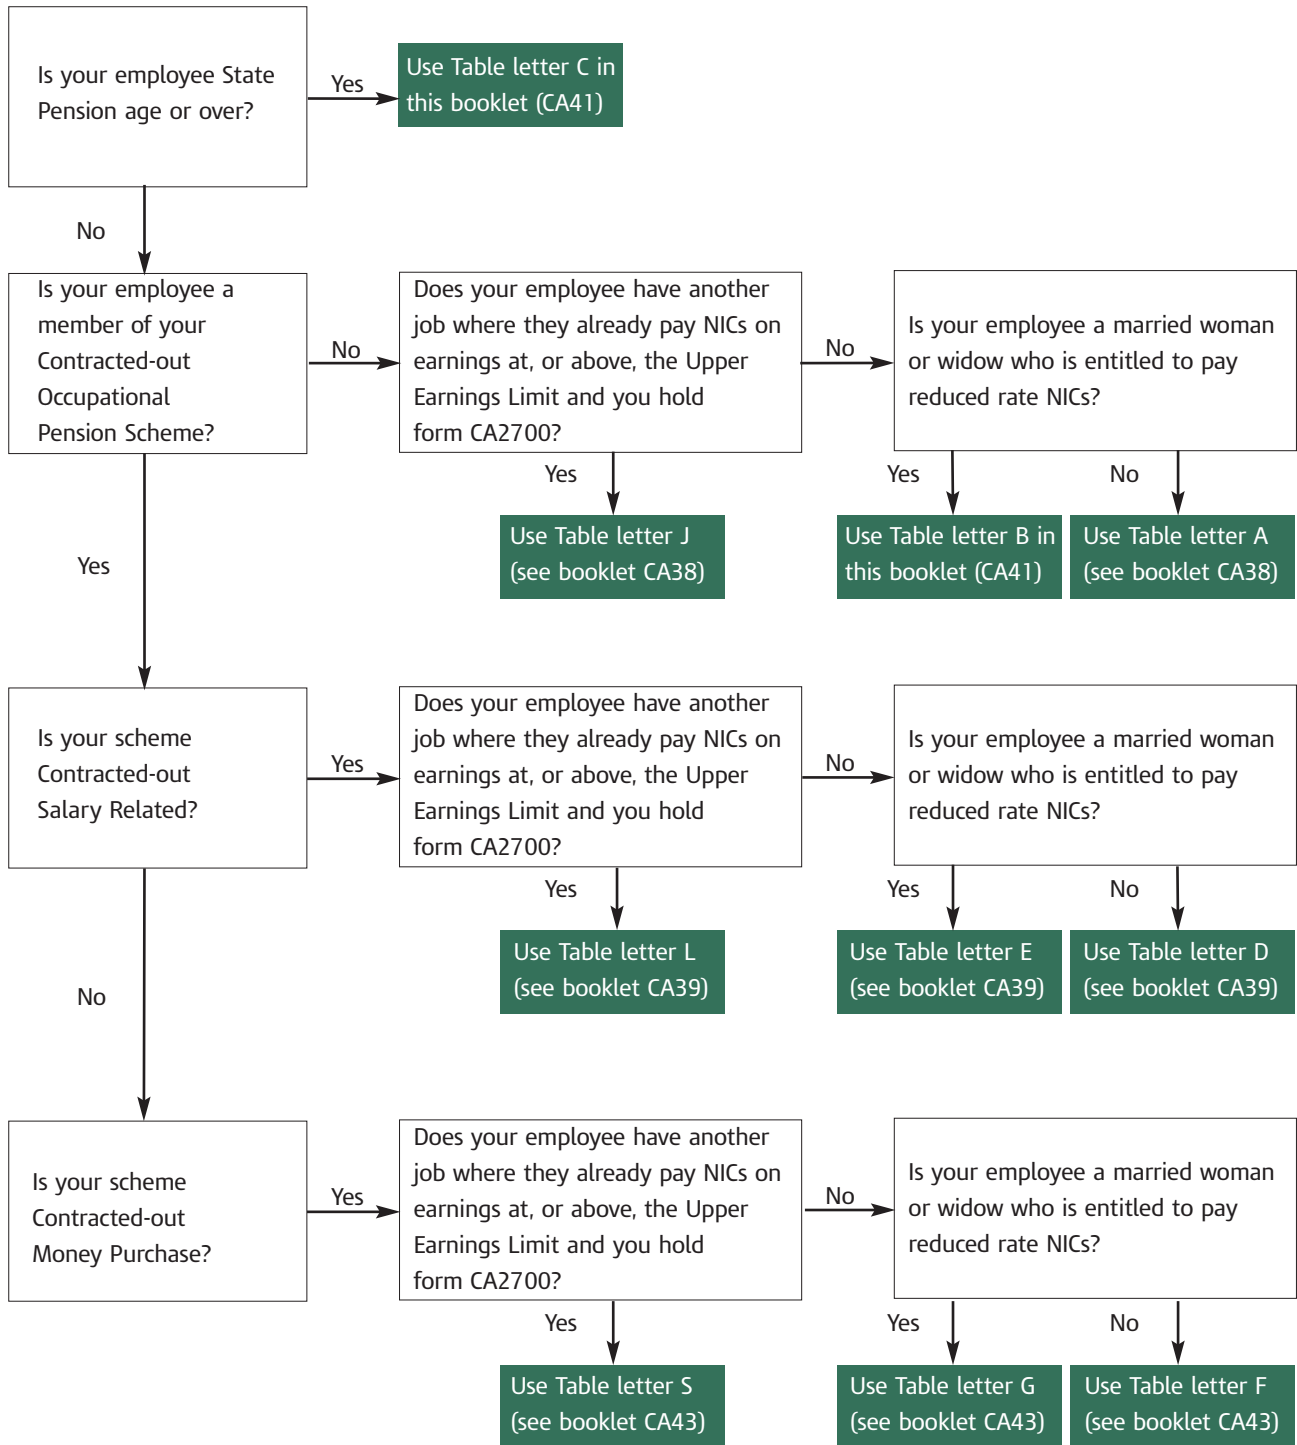 Is your employee State
Pension age or over?
Yes
Use Table letter C in
this booklet (CA41)
No
Is your employee a
member of your
Contracted-out
Occupational
Pension Scheme?
No
Does your employee have another
job where they already pay NICs on
earnings at, or above, the Upper
Earnings Limit and you hold
form CA2700?
No
Is your employee a married woman
or widow who is entitled to pay
reduced rate NICs?
Yes
Yes
No
Use Table letter J
(see booklet CA38)
Use Table letter B in
this booklet (CA41)
Use Table letter A
(see booklet CA38)
Yes
Is your scheme
Contracted-out
Salary Related?
Yes
Does your employee have another
job where they already pay NICs on
earnings at, or above, the Upper
Earnings Limit and you hold
form CA2700?
No
Is your employee a married woman
or widow who is entitled to pay
reduced rate NICs?
Yes
Yes
No
Use Table letter L
(see booklet CA39)
Use Table letter E
(see booklet CA39)
Use Table letter D
(see booklet CA39)
No
Is your scheme
Contracted-out
Money Purchase?
Yes
Does your employee have another
job where they already pay NICs on
earnings at, or above, the Upper
Earnings Limit and you hold
form CA2700?
No
Is your employee a married woman
or widow who is entitled to pay
reduced rate NICs?
Yes
Yes
No
Use Table letter S
(see booklet CA43)
Use Table letter G
(see booklet CA43)
Use Table letter F
(see booklet CA43)